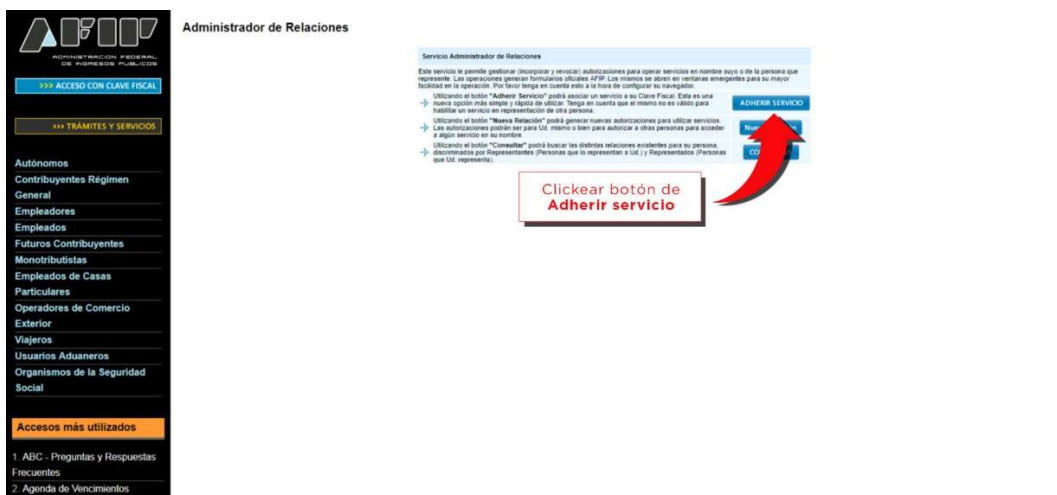 AFIP
ADMINISTRACION FEDERAL
DE INGRESOS PUBLICOS
>>> ACCESO CON CLAVE FISCAL
>>> TRÁMITES Y SERVICIOS
Autónomos
Contribuyentes Régimen
General
Empleadores
Empleados
Futuros Contribuyentes
Monotributistas
Empleados de Casas
Particulares
Operadores de Comercio
Exterior
Viajeros
Usuarios Aduaneros
Organismos de la Seguridad
Social
Accesos más utilizados
1. ABC - Preguntas y Respuestas
Frecuentes
2. Agenda de Vencimientos
Administrador de Relaciones
Servicio Administrador de Relaciones
Este servicio le permite gestionar (incorporar y revocar) autorizaciones para operar servicios en nombre suyo o de la persona que
represente. Las operaciones generan formularios oficiales AFIP. Los mismos se abren en ventanas emergentes para su mayor
facilidad en la operación. Por favor tenga en cuenta esto a la hora de configurar su navegador.
Utilizando el botón "Adherir Servicio" podrá asociar un servicio a su Clave Fiscal. Esta es una
nueva opción más simple y rápida de utilizar. Tenga en cuenta que el mismo no es válido para
habilitar un servicio en representación de otra persona.
ADHERIR SERVICIO
Utilizando el botón "Nueva Relación" podrá generar nuevas autorizaciones para utilizar servicios.
Las autorizaciones podrán ser para Ud. mismo o bien para autorizar a otras personas para acceder
a algún servicio en su nombre.
Utilizando el botón "Consultar" podrá buscar las distintas relaciones existentes para su persona,
discriminados por Representantes (Personas que lo representan a Ud.) y Representados (Personas
que Ud. representa).
Clickear botón de
Adherir servicio